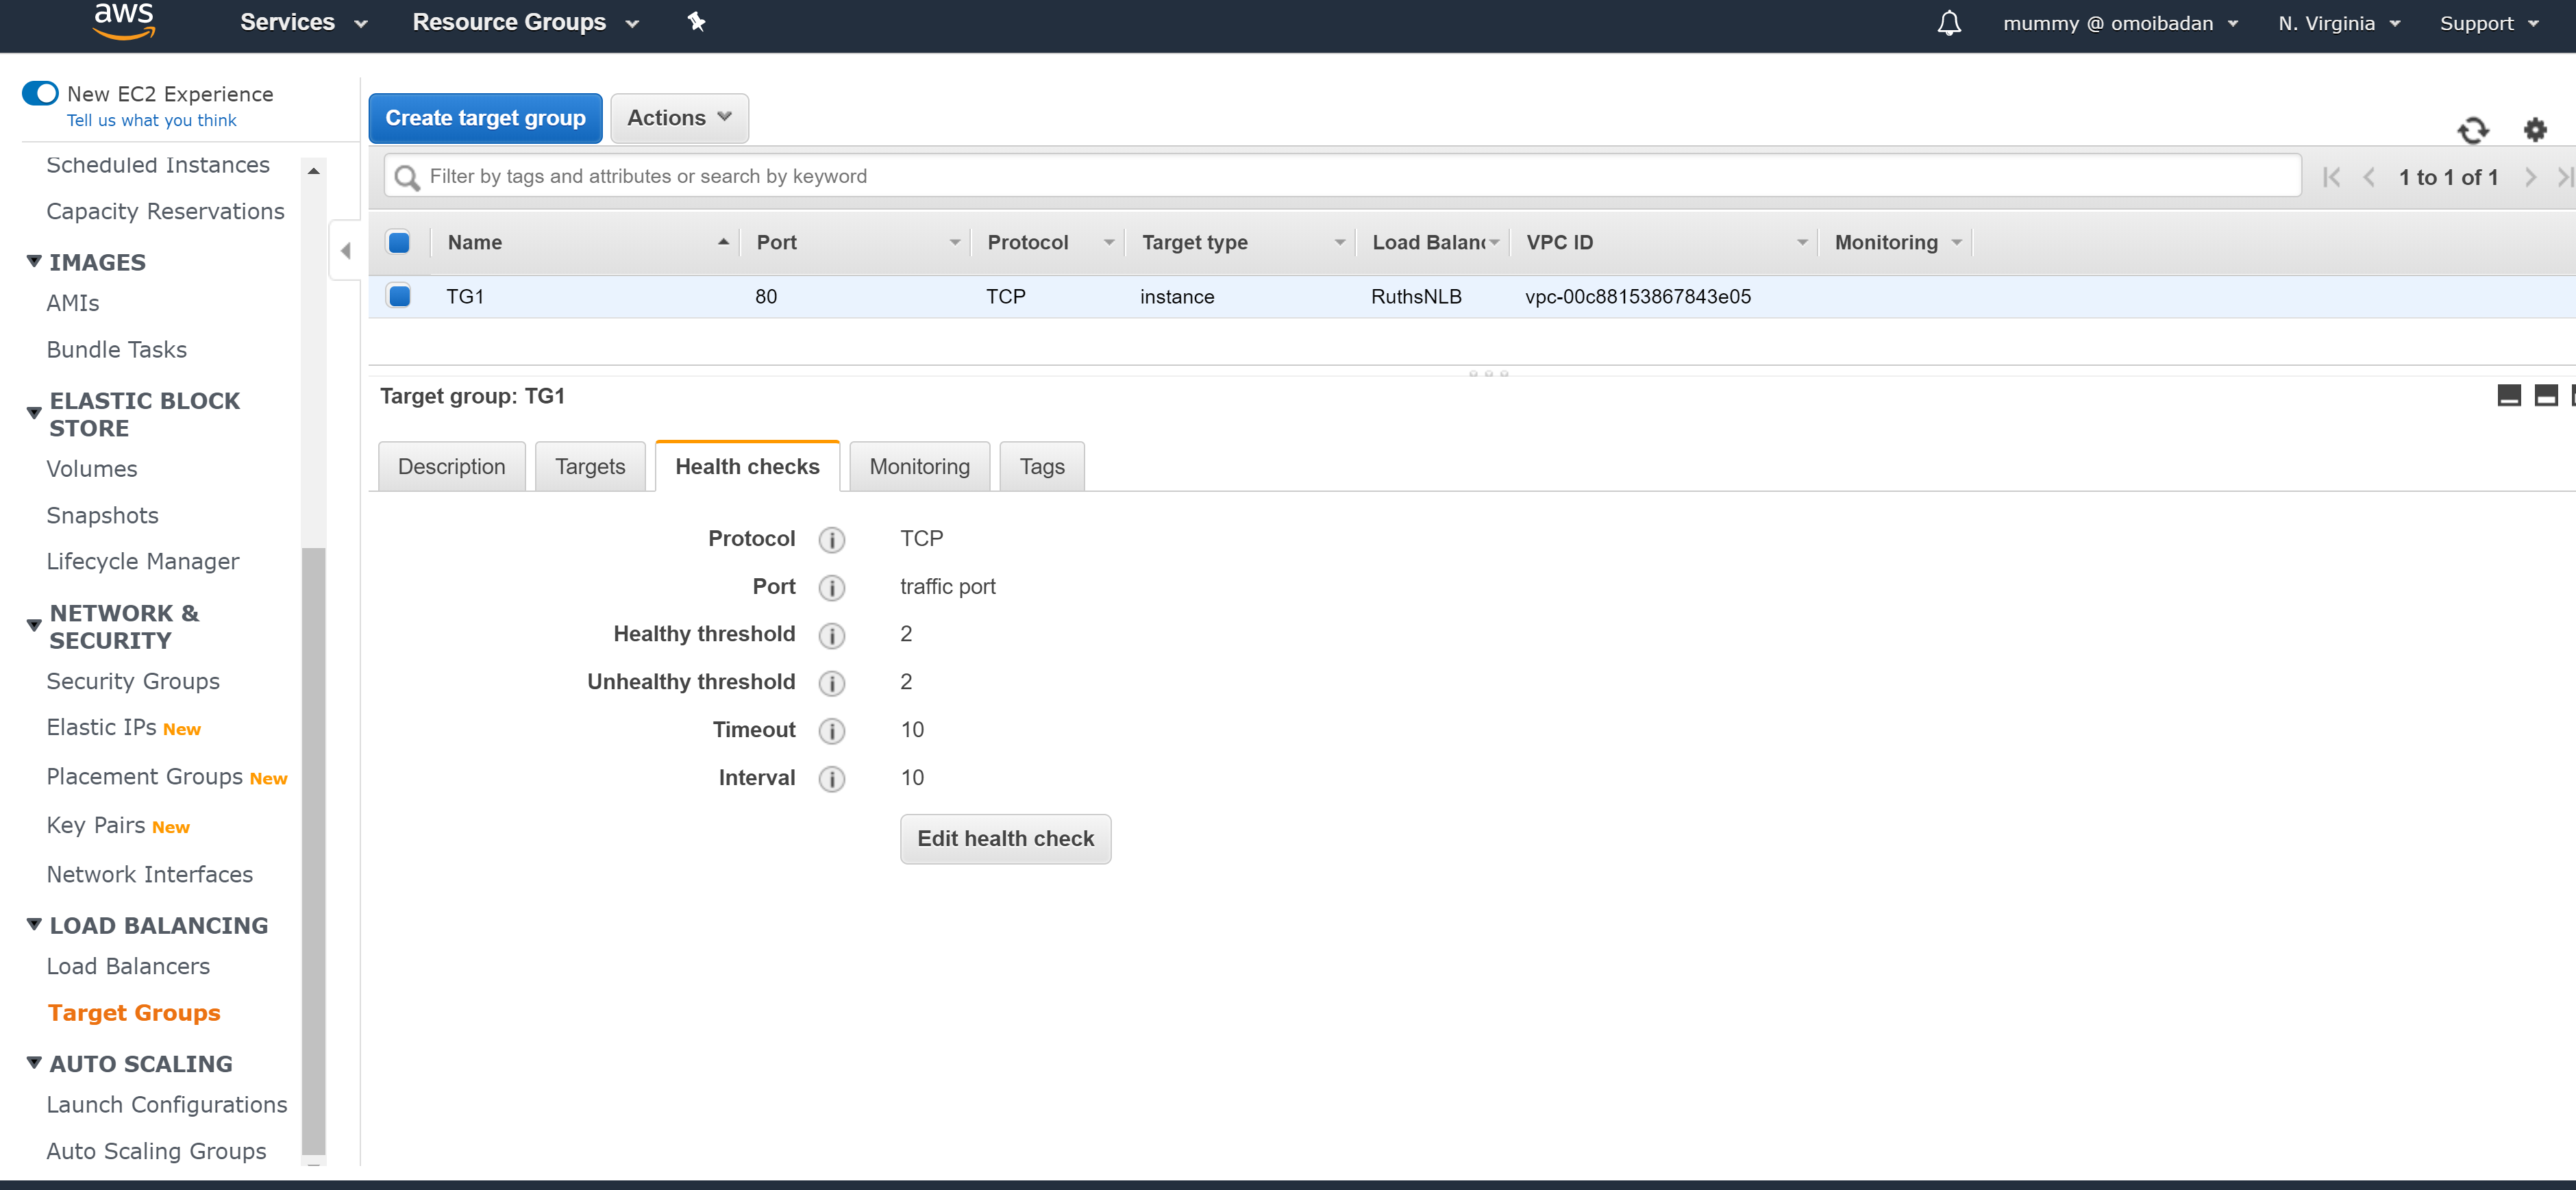 aws Services Resource Groups mummy @ omoibadan N. Virginia Support
New EC2 Experience
Tell us what you think
Scheduled Instances
Capacity Reservations
IMAGES
AMIs
Bundle Tasks
ELASTIC BLOCK
STORE
Volumes
Snapshots
Lifecycle Manager
NETWORK &
SECURITY
Security Groups
Elastic IPs New
Placement Groups New
Key Pairs New
Network Interfaces
LOAD BALANCING
Load Balancers
Target Groups
AUTO SCALING
Launch Configurations
Auto Scaling Groups
Create target group Actions
Filter by tags and attributes or search by keyword 1 to 1 of 1
Name Port Protocol Target type Load Balanc VPC ID Monitoring
TG1 80 TCP instance RuthsNLB vpc-00c88153867843e05
Target group: TG1
Description Targets Health checks Monitoring Tags
Protocol TCP
Port traffic port
Healthy threshold 2
Unhealthy threshold 2
Timeout 10
Interval 10
Edit health check